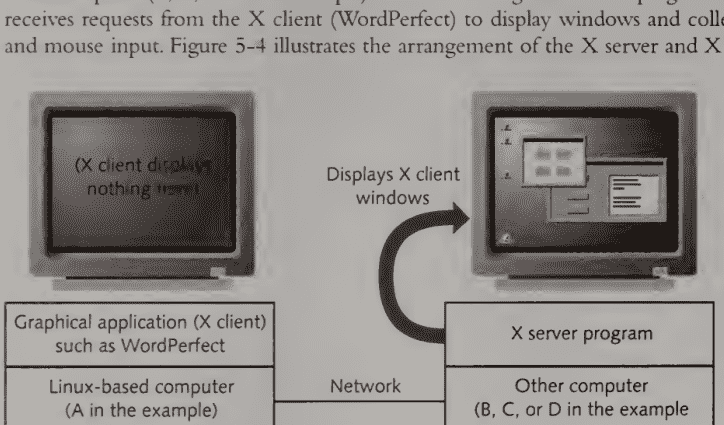 receives requests from the X client (WordPerfect) to display windows and colle
and mouse input. Figure 5-4 illustrates the arrangement of the X server and X
(X client displays
nothing here)
Displays X client
windows
Graphical application (X client)
such as WordPerfect
X server program
Linux-based computer
(A in the example)
Network
Other computer
(B, C, or D in the example